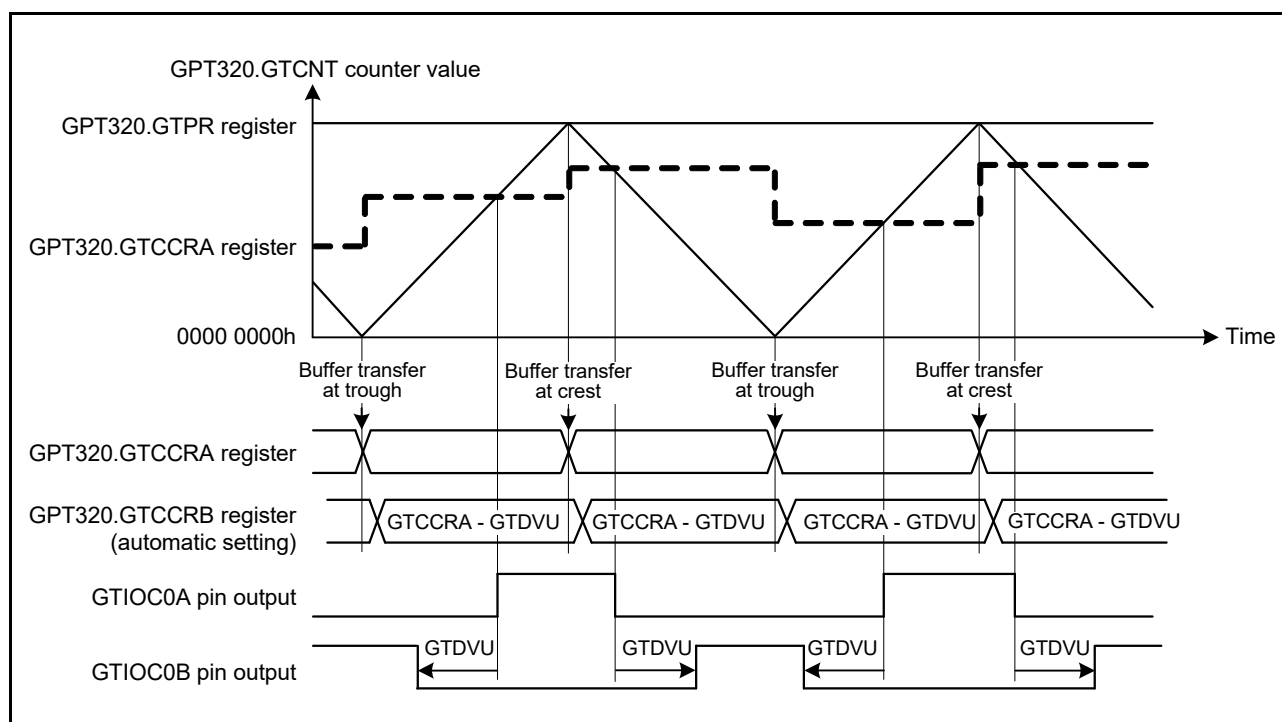 GPT320.GTCNT counter value
GPT320.GTPR register
GPT320.GTCCRA register
0000 0000h
Time
Buffer transfer
at trough
Buffer transfer
at crest
Buffer transfer
at trough
Buffer transfer
at crest
GPT320.GTCCRA register
GPT320.GTCCRB register
(automatic setting)
GTCCRA - GTDVU
GTCCRA - GTDVU
GTCCRA - GTDVU
GTCCRA - GTDVU
GTIOC0A pin output
GTIOC0B pin output
GTDVU
GTDVU
GTDVU
GTDVU